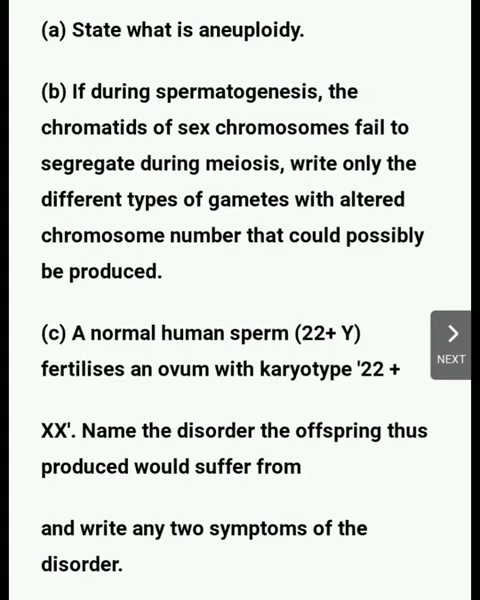 (a) State what is aneuploidy.
(b) If during spermatogenesis, the
chromatids of sex chromosomes fail to
segregate during meiosis, write only the
different types of gametes with altered
chromosome number that could possibly
be produced.
(c) A normal human sperm (22+ Y)
fertilises an ovum with karyotype '22 +
NEXT
XX'. Name the disorder the offspring thus
produced would suffer from
and write any two symptoms of the
disorder.